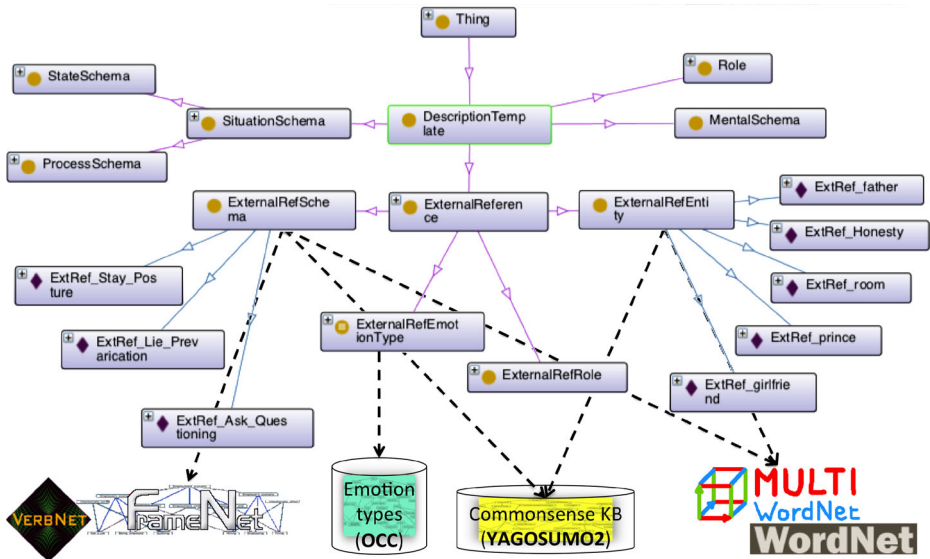 Thing
StateSchema
Role
SituationSchema
DescriptionTemp
late
MentalSchema
ProcessSchema
ExternalRefSche
ma
ExternalReferen
ce
ExternalRefEnti
ty
ExtRef_father
ExtRef_Honesty
ExtRef_Stay_Pos
ture
ExtRef_room
ExtRef_Lie_Prev
arication
ExternalRefEmot
ionType
ExtRef_prince
ExternalRefRole
ExtRef_girlfrie
nd
ExtRef_Ask_Ques
tioning
VERBNET
FrameNet
Emotion
types
(OCC)
Commonsense KB
(YAGOSUMO2)
MULTI
WordNet
WordNet